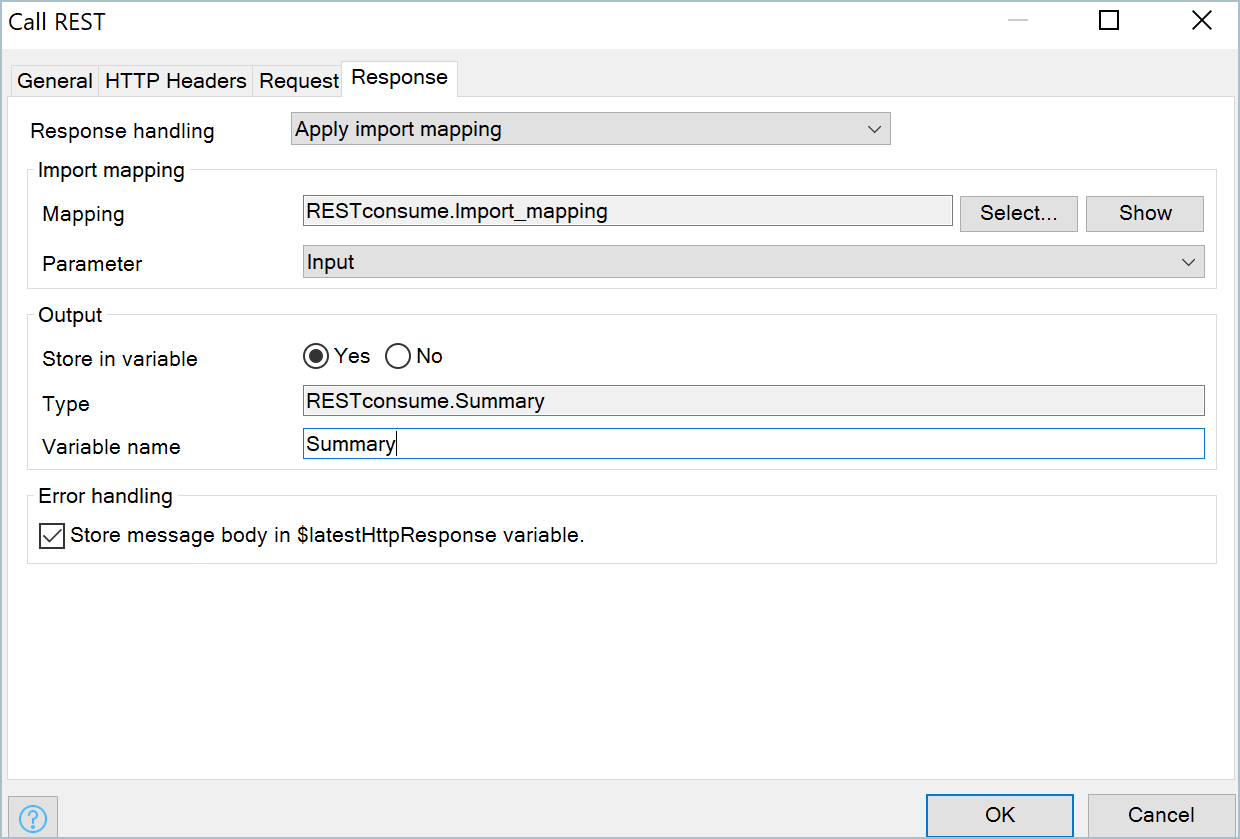 Call REST
General HTTP Headers Request Response
Response handling Apply import mapping
Import mapping
Mapping RESTconsume.Import_mapping Select... Show
Parameter Input
Output
Store in variable Yes No
Type RESTconsume.Summary
Variable name Summary
Error handling
Store message body in $latestHttpResponse variable.
? OK Cancel